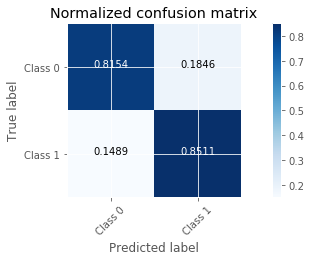 Normalized confusion matrix
True label
Class 0
0.8154 0.1846
Class 1
0.1489 0.8511
Class 0 Class 1
Predicted label
0.8
0.7
0.6
0.5
0.4
0.3
0.2